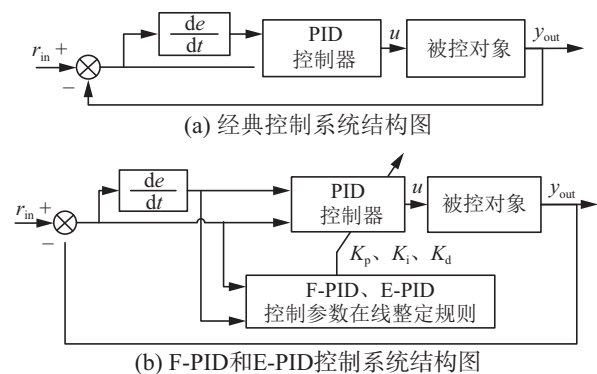 r_in + − de/dt PID 控制器 u 被控对象 y_out
(a) 经典控制系统结构图
r_in + − de/dt PID 控制器 u 被控对象 y_out
K_p、K_i、K_d
F-PID、E-PID
控制参数在线整定规则
(b) F-PID和E-PID控制系统结构图